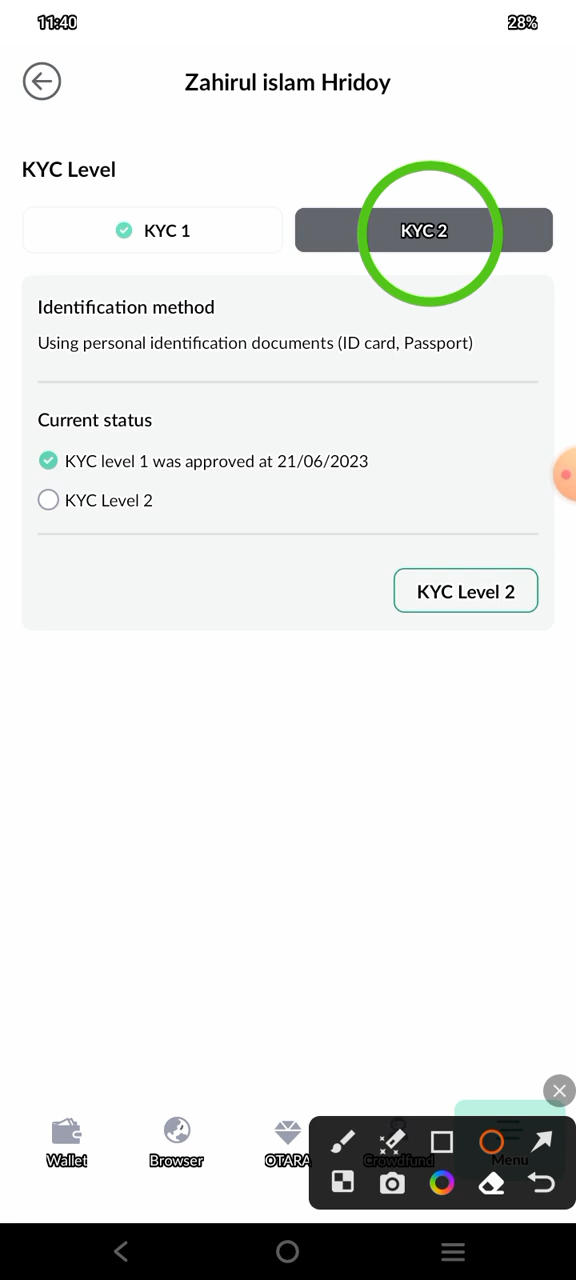 11:40
28%
Zahirul islam Hridoy
KYC Level
KYC 1
KYC 2
Identification method
Using personal identification documents (ID card, Passport)
Current status
KYC level 1 was approved at 21/06/2023
KYC Level 2
KYC Level 2
Wallet
Browser
OTARA
Crowdfund
Menu